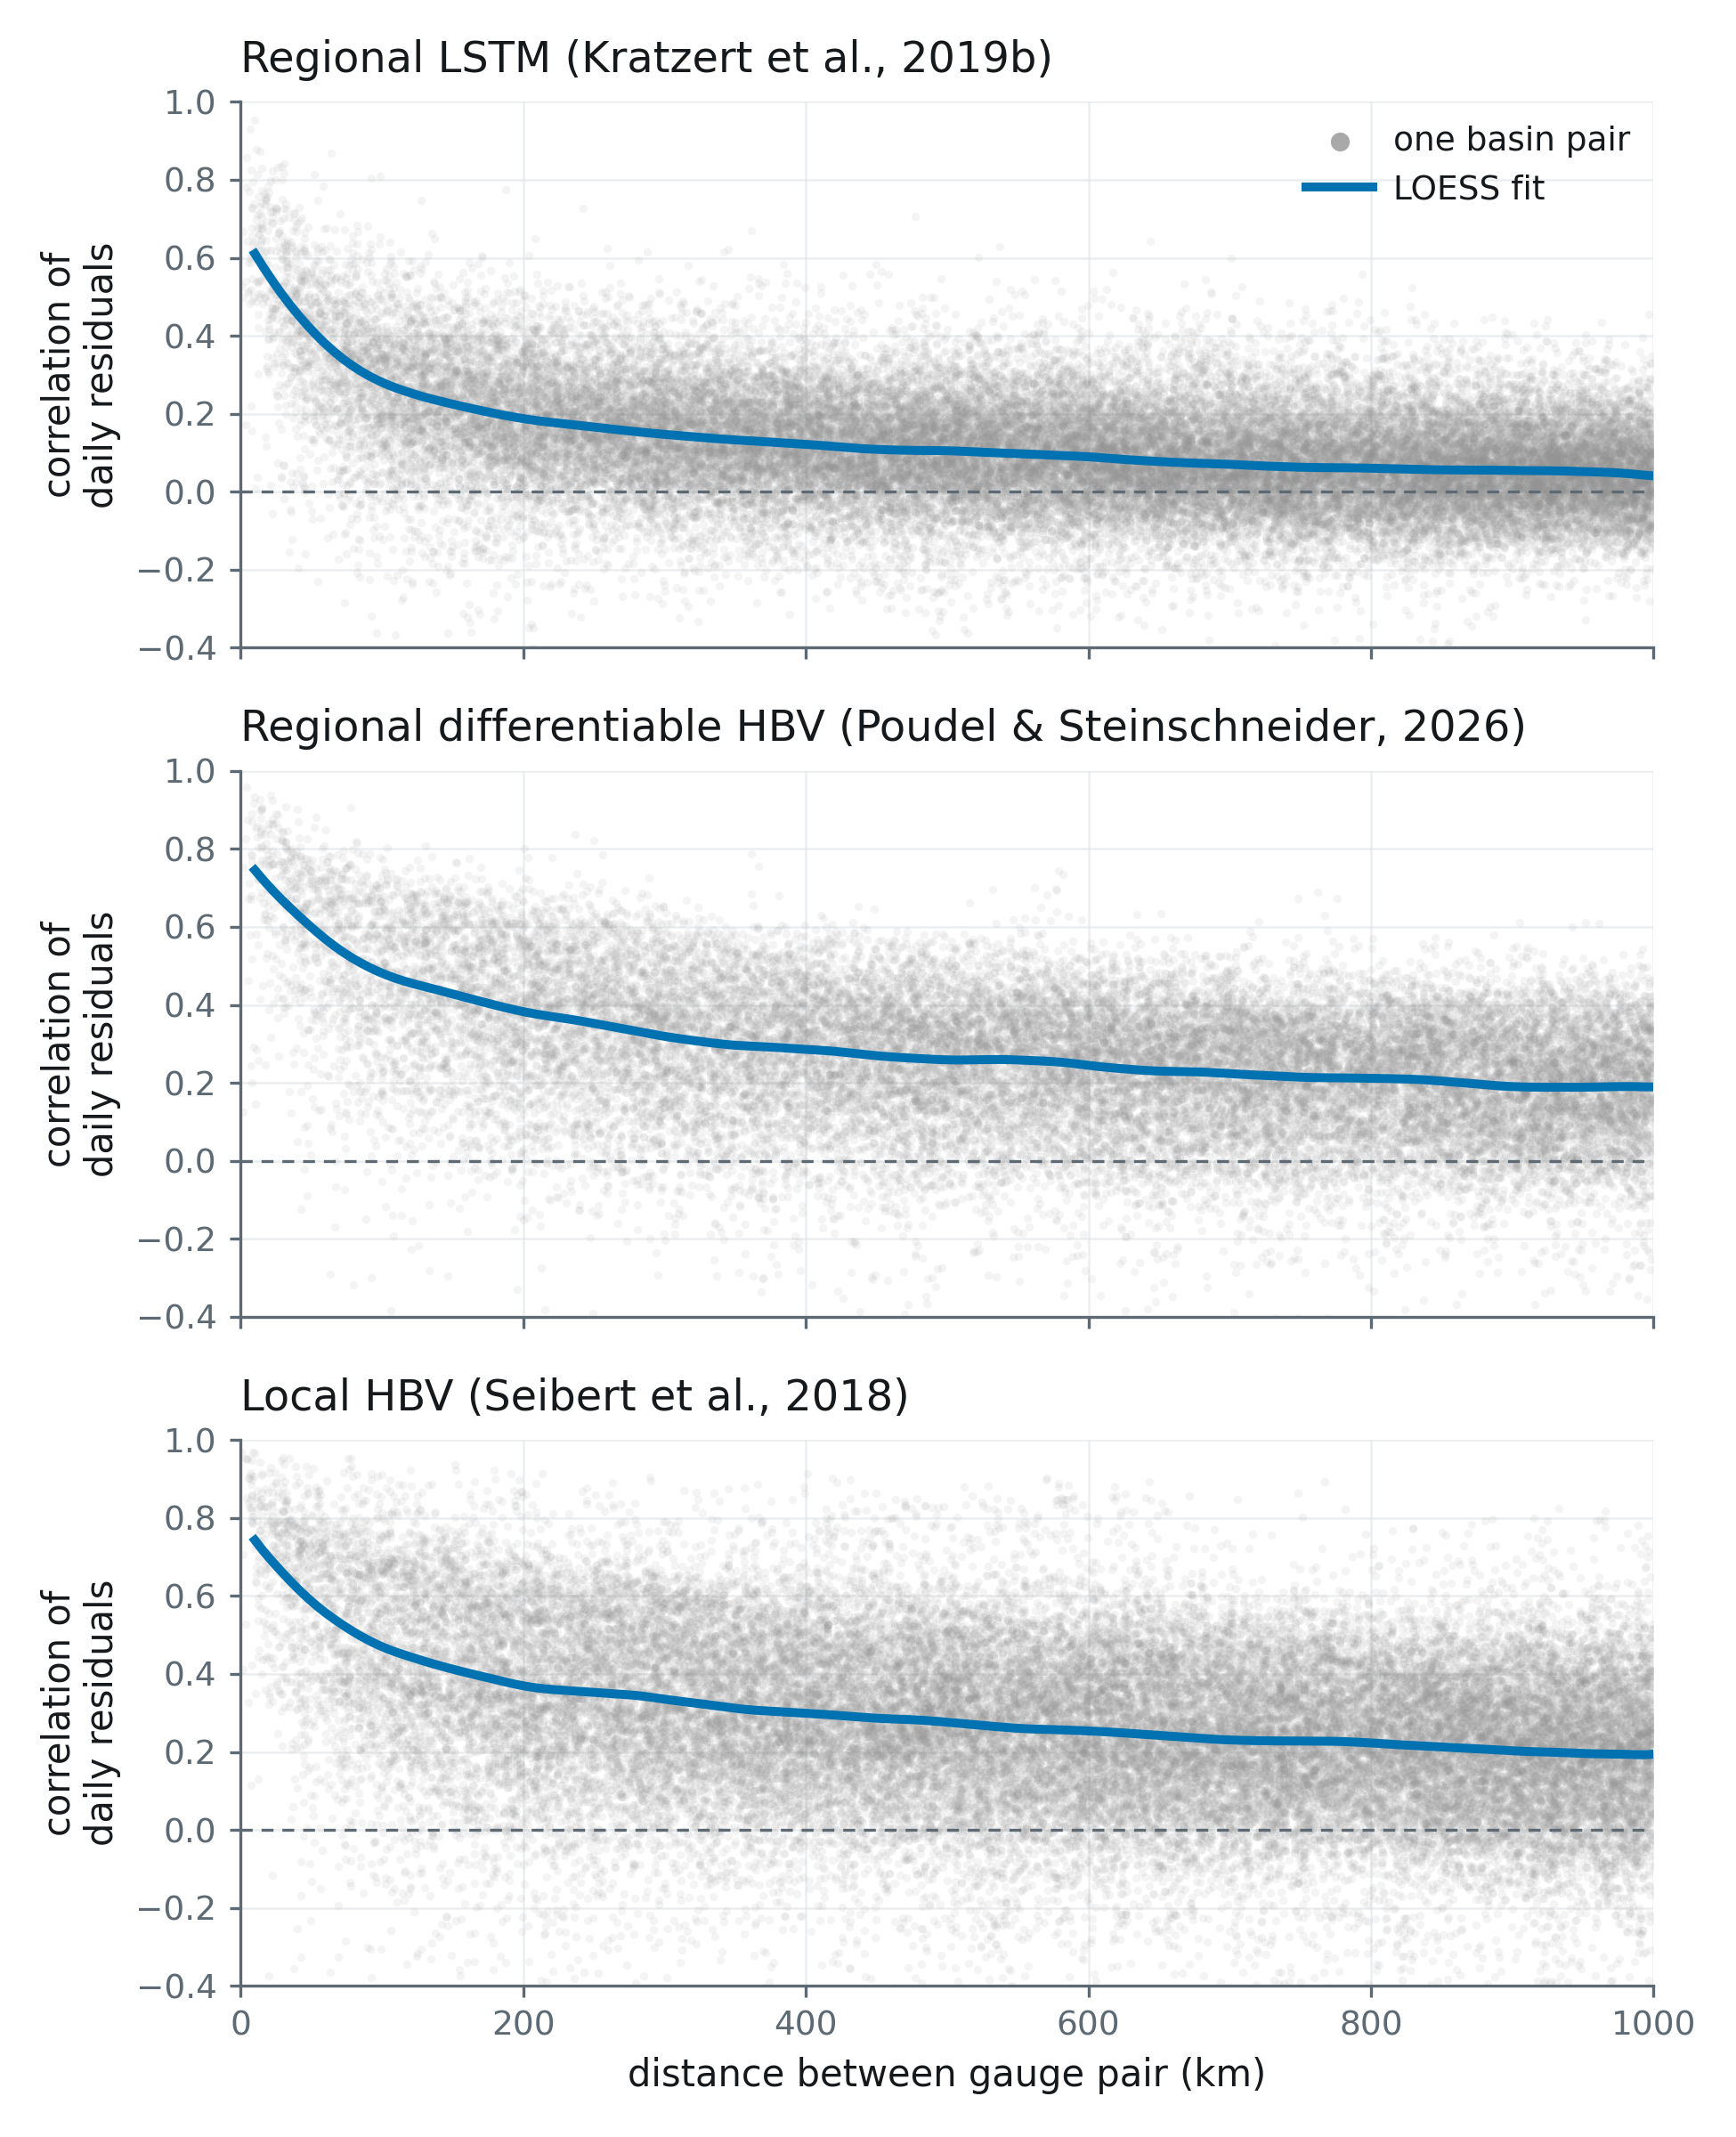 Regional LSTM (Kratzert et al., 2019b)
1.0
0.8
0.6
0.4
0.2
0.0
−0.2
−0.4
correlation of
daily residuals
one basin pair
LOESS fit
Regional differentiable HBV (Poudel & Steinschneider, 2026)
1.0
0.8
0.6
0.4
0.2
0.0
−0.2
−0.4
correlation of
daily residuals
Local HBV (Seibert et al., 2018)
1.0
0.8
0.6
0.4
0.2
0.0
−0.2
−0.4
correlation of
daily residuals
0 200 400 600 800 1000
distance between gauge pair (km)